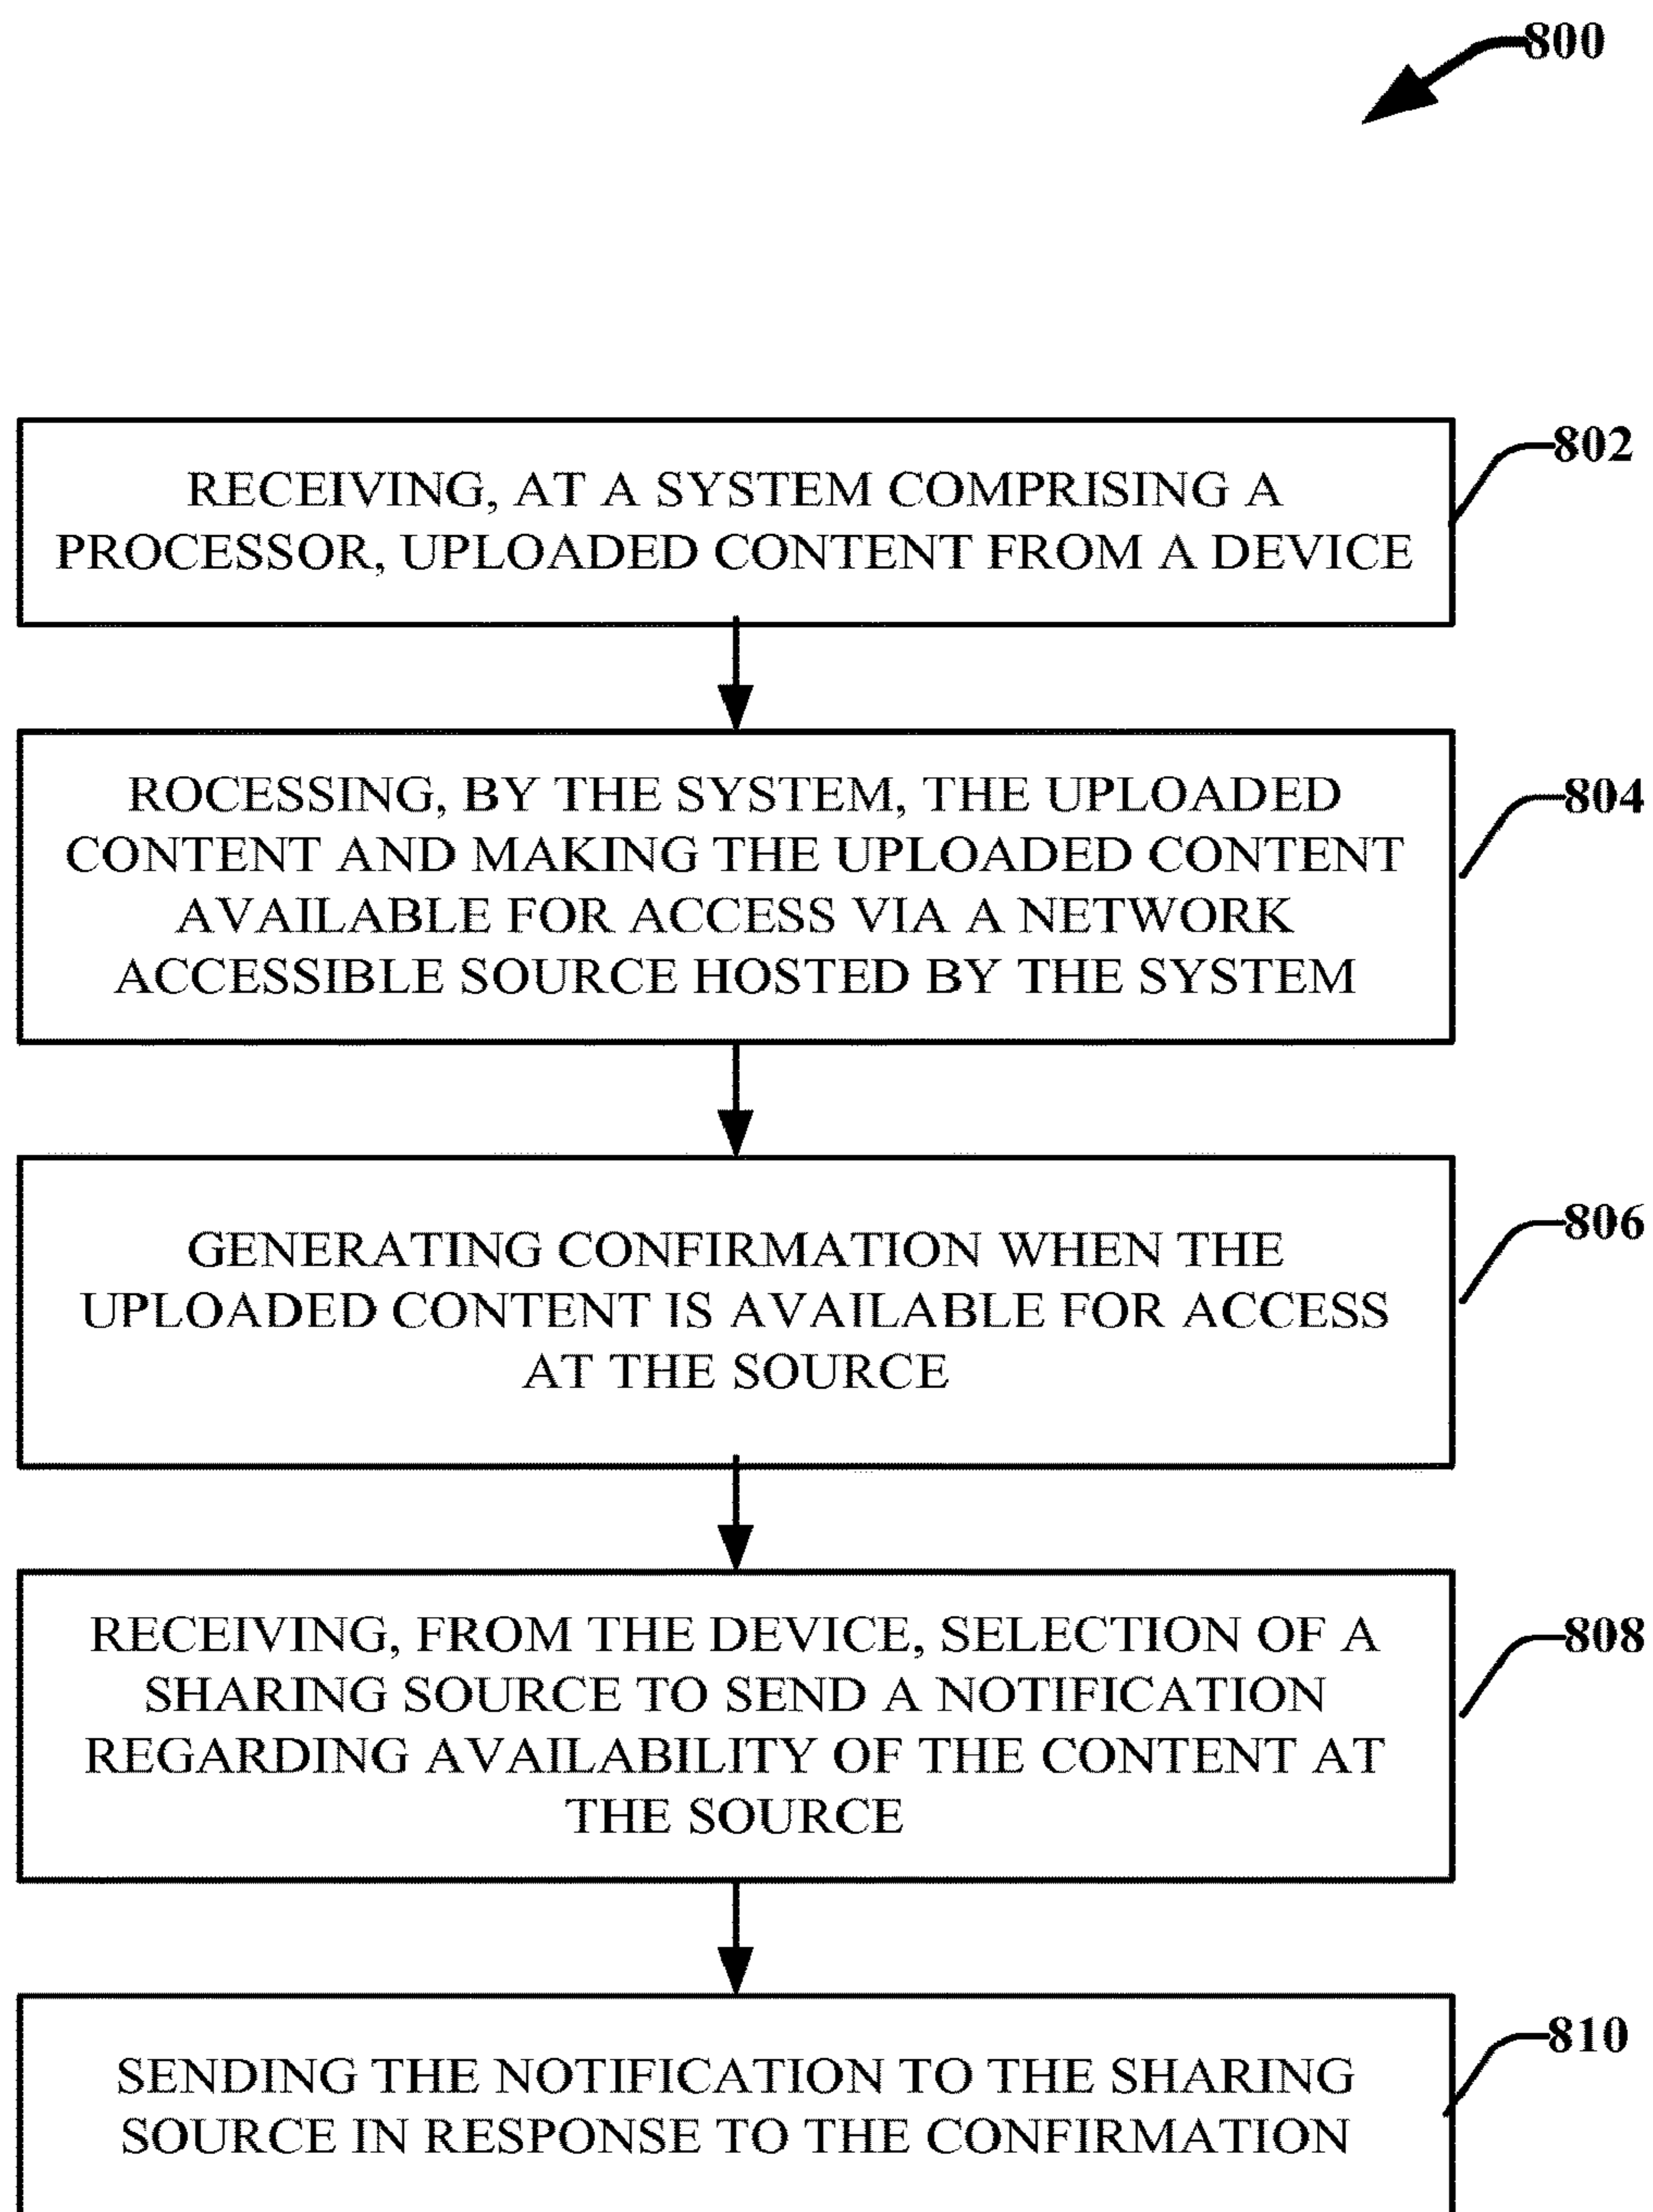 800
802
RECEIVING, AT A SYSTEM COMPRISING A
PROCESSOR, UPLOADED CONTENT FROM A DEVICE
804
ROCESSING, BY THE SYSTEM, THE UPLOADED
CONTENT AND MAKING THE UPLOADED CONTENT
AVAILABLE FOR ACCESS VIA A NETWORK
ACCESSIBLE SOURCE HOSTED BY THE SYSTEM
806
GENERATING CONFIRMATION WHEN THE
UPLOADED CONTENT IS AVAILABLE FOR ACCESS
AT THE SOURCE
808
RECEIVING, FROM THE DEVICE, SELECTION OF A
SHARING SOURCE TO SEND A NOTIFICATION
REGARDING AVAILABILITY OF THE CONTENT AT
THE SOURCE
810
SENDING THE NOTIFICATION TO THE SHARING
SOURCE IN RESPONSE TO THE CONFIRMATION